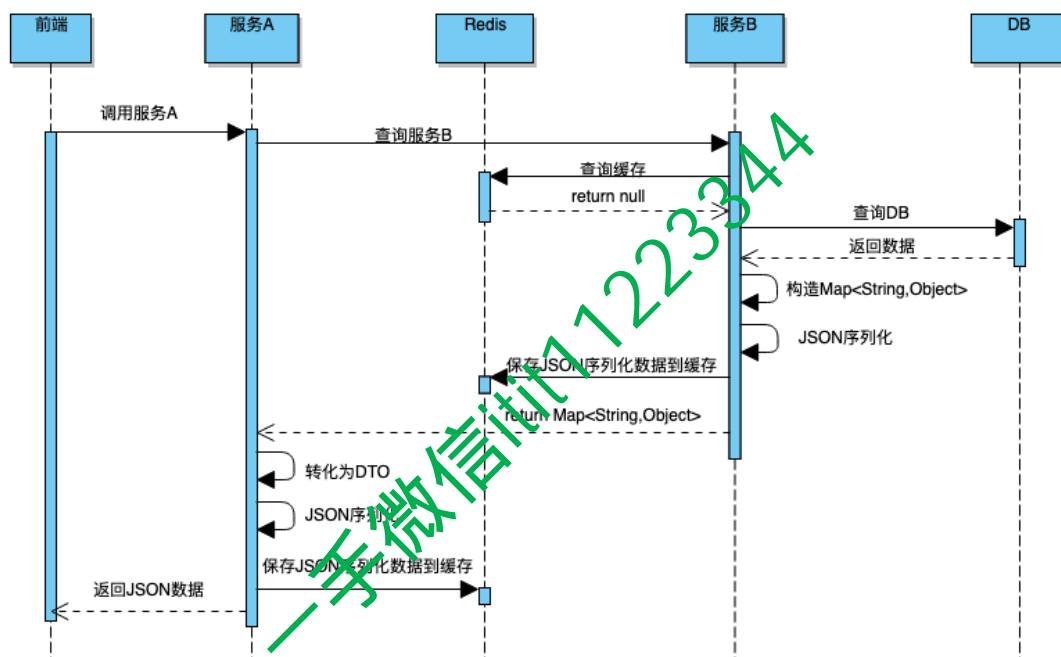 前端
服务A
Redis
服务B
DB
调用服务A
查询服务B
查询缓存
return null
查询DB
返回数据
构造Map<String,Object>
JSON序列化
保存JSON序列化数据到缓存
return Map<String,Object>
转化为DTO
JSON序列化
保存JSON序列化数据到缓存
返回JSON数据
一手微信itit11223344